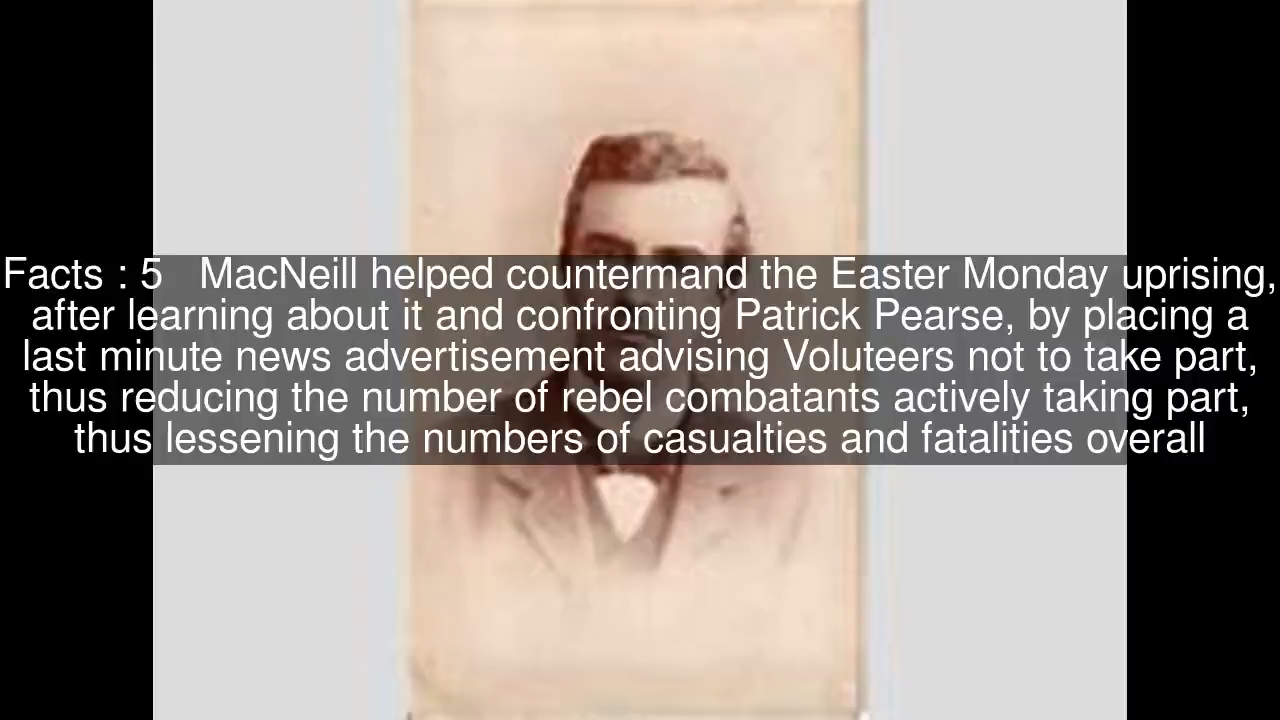 Facts : 5 MacNeill helped countermand the Easter Monday uprising,
after learning about it and confronting Patrick Pearse, by placing a
last minute news advertisement advising Voluteers not to take part,
thus reducing the number of rebel combatants actively taking part,
thus lessening the numbers of casualties and fatalities overall